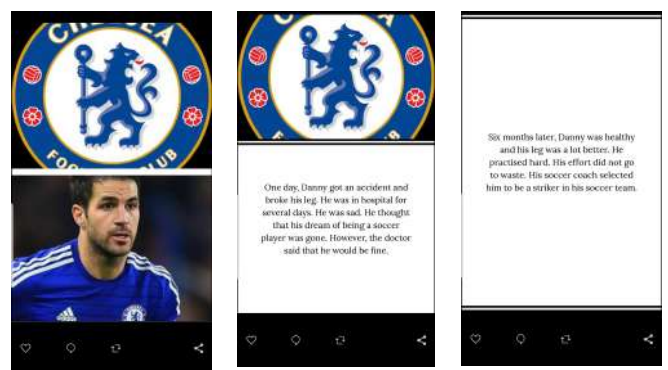 CHELSEA
FOOTBALL CLUB
One day, Danny got an accident and
broke his leg. He was in hospital for
several days. He was sad. He thought
that his dream of being a soccer
player was gone. However, the doctor
said that he would be fine.
Six months later, Danny was healthy
and his leg was a lot better. He
practised hard. His effort did not go
to waste. His soccer coach selected
him to be a striker in his soccer team.